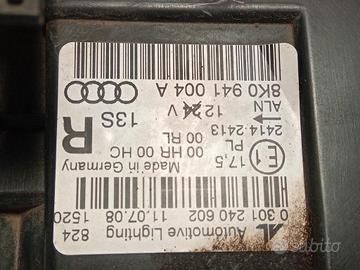 AL Automotive Lighting 824
0 301 240 602 11.07.08 1520
Made in Germany
E1 17,5
00 HR 00 HC
PL 00 RL
2414-2413
R
13S
12 V
ALN
8K0 941 004 A
subito